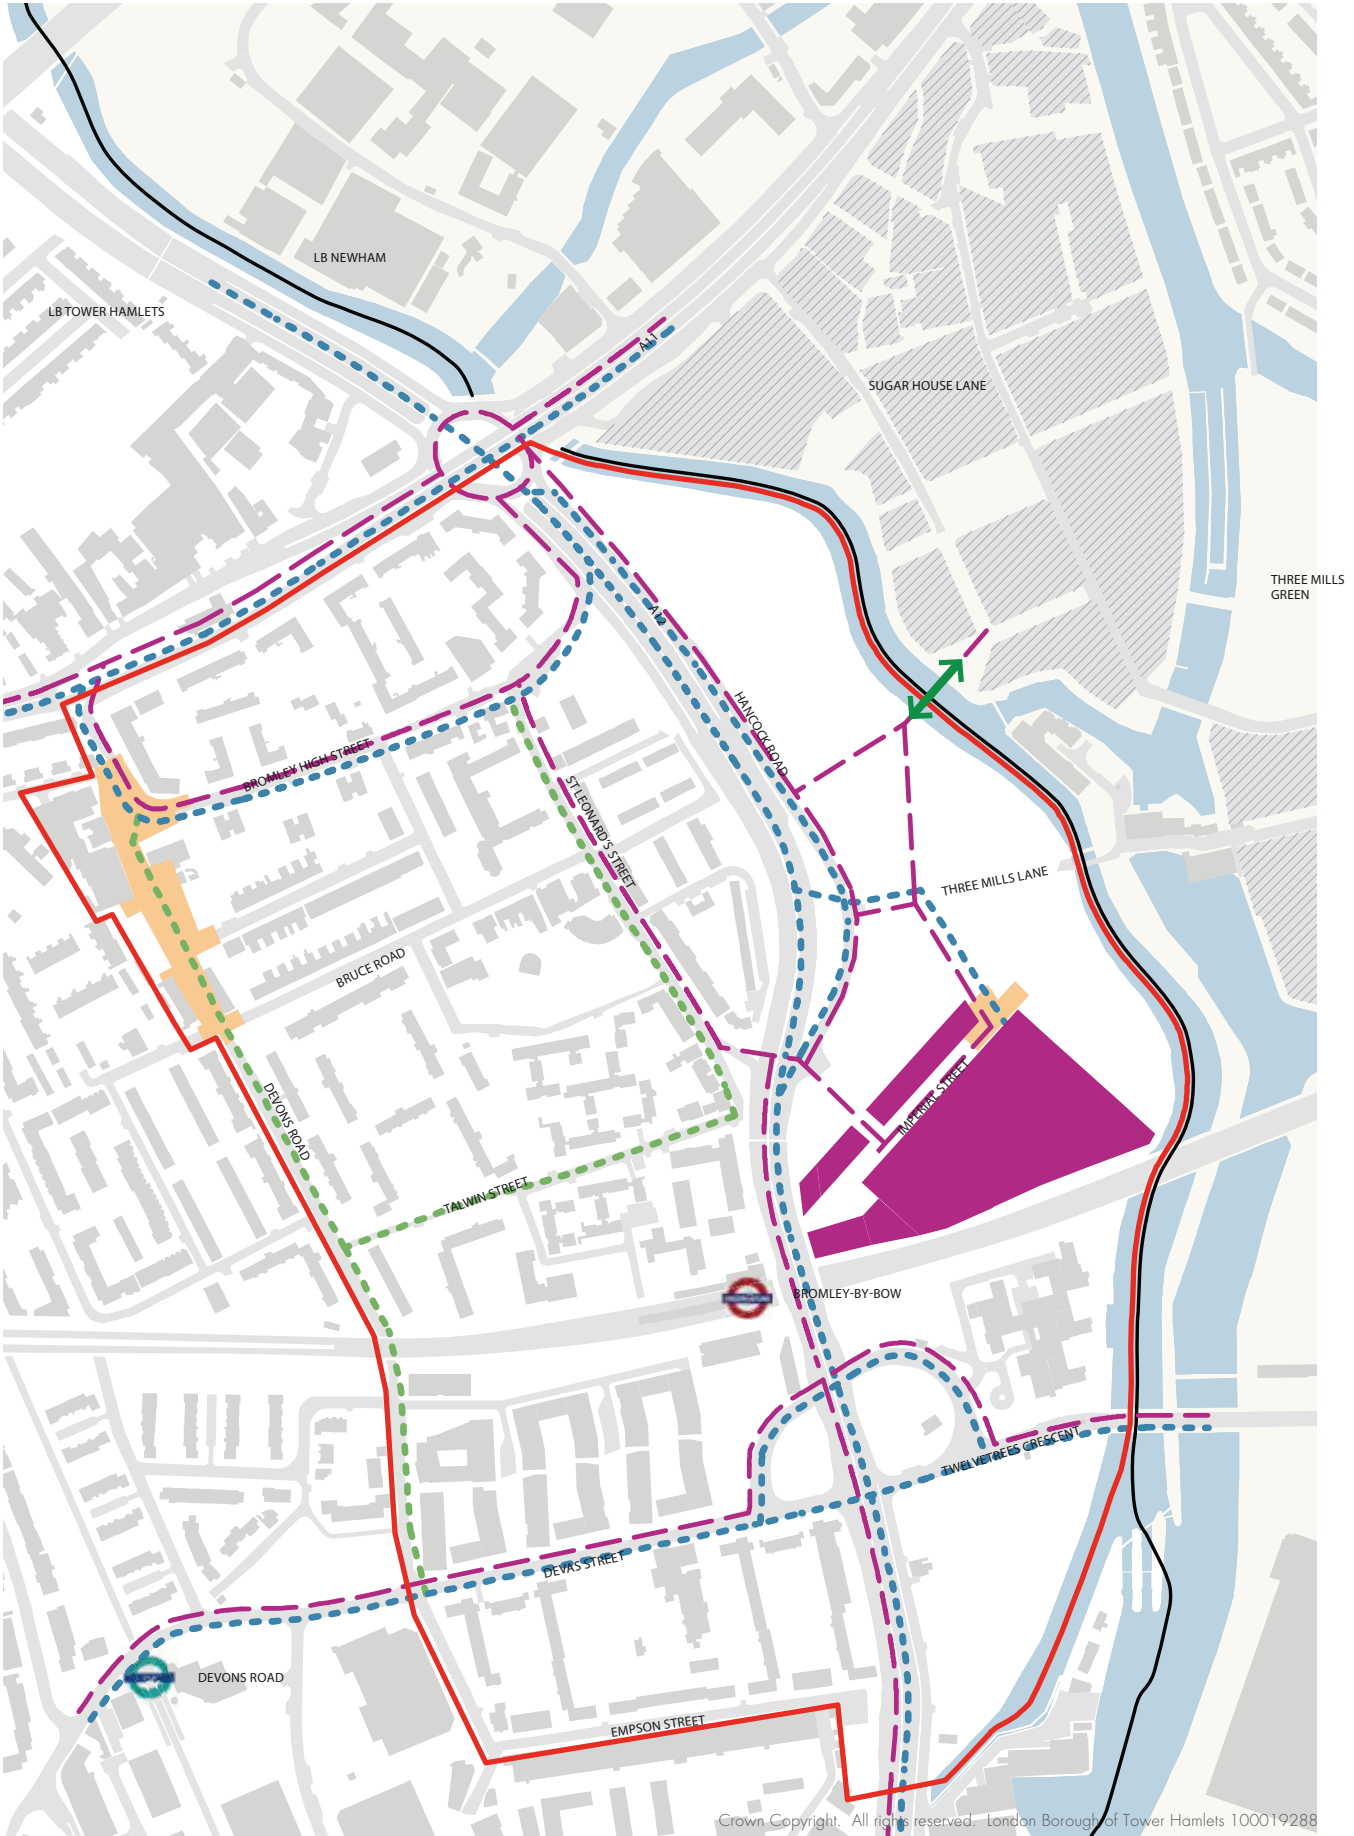 LB NEWHAM
LB TOWER HAMLETS
A11
SUGAR HOUSE LANE
THREE MILLS
GREEN
A12
HANCOCK ROAD
BROMLEY HIGH STREET
ST LEONARD'S STREET
THREE MILLS LANE
BRUCE ROAD
IMPERIAL STREET
DEVONS ROAD
TALWIN STREET
BROMLEY-BY-BOW
TWELVETREES CRESCENT
DEVAS STREET
DEVONS ROAD
EMPSON STREET
Crown Copyright. All rights reserved. London Borough of Tower Hamlets 100019288